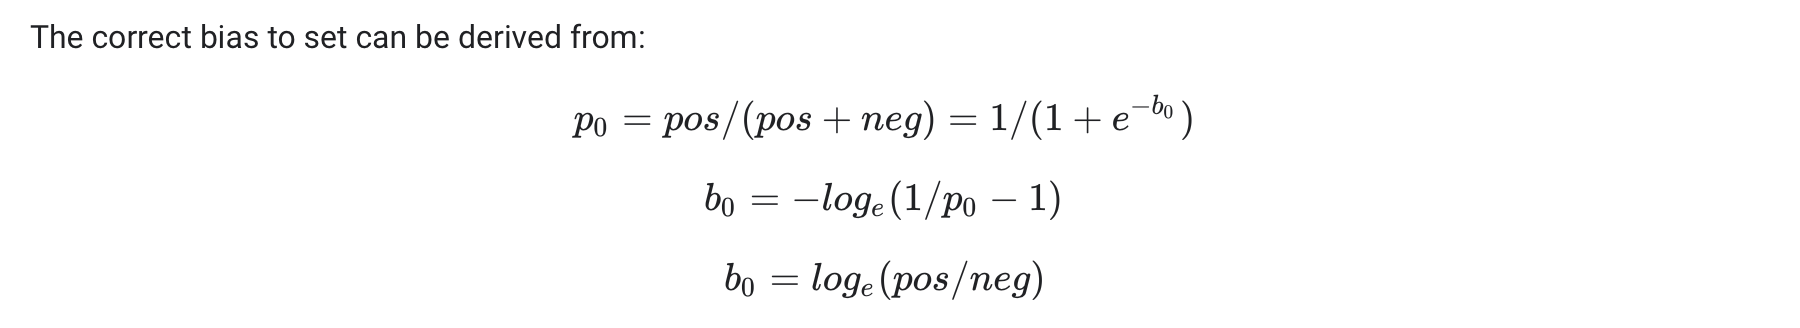 The correct bias to set can be derived from:
p₀ = pos/(pos + neg) = 1/(1 + e^{−b₀})
b₀ = −logₑ(1/p₀ − 1)
b₀ = logₑ(pos/neg)